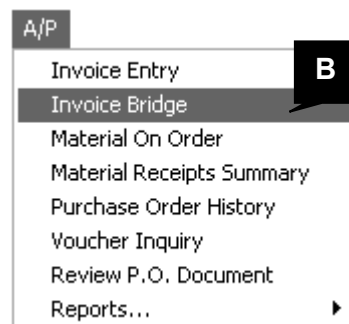 A/P
Invoice Entry
B
Invoice Bridge
Material On Order
Material Receipts Summary
Purchase Order History
Voucher Inquiry
Review P.O. Document
Reports...